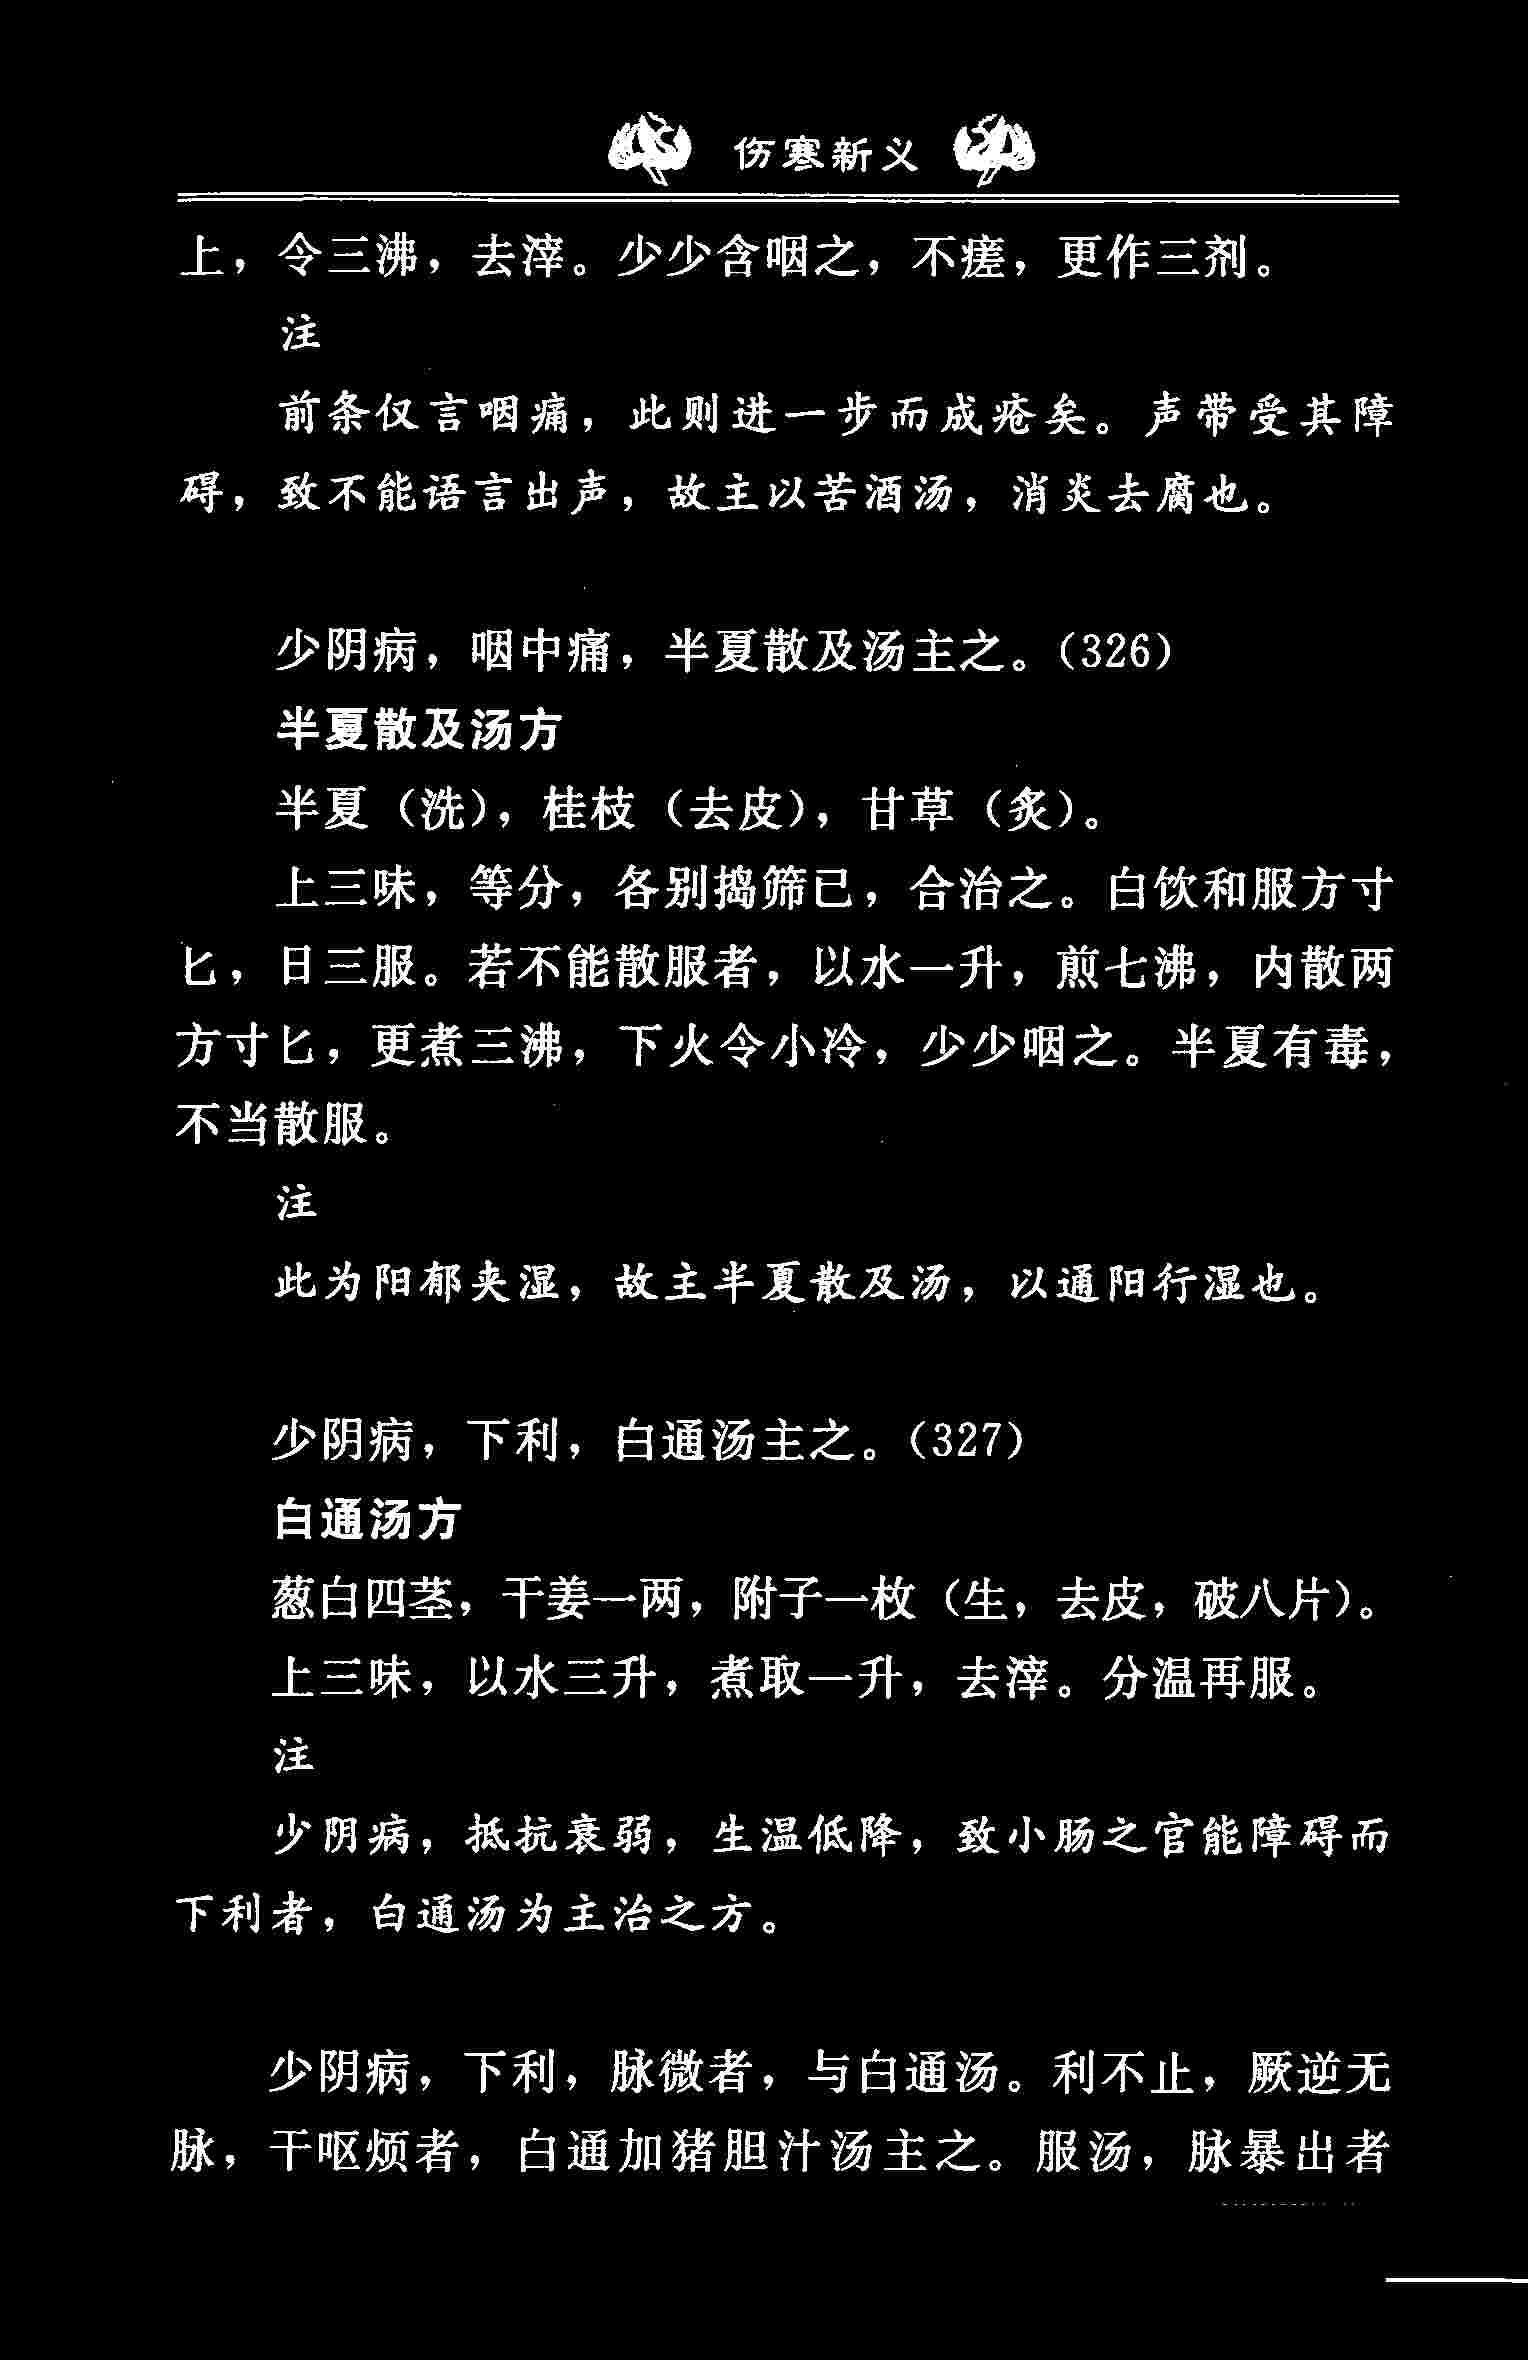 伤寒新义
上，令三沸，去滓。少少含咽之，不瘥，更作三剂。
注
前条仅言咽痛，此则进一步而成疮矣。声带受其障
碍，致不能语言出声，故主以苦酒汤，消炎去腐也。
少阴病，咽中痛，半夏散及汤主之。(326)
半夏散及汤方
半夏（洗），桂枝（去皮），甘草（炙）。
上三味，等分，各别捣筛已，合治之。白饮和服方寸
匕，日三服。若不能散服者，以水一升，煎七沸，内散两
方寸匕，更煮三沸，下火令小冷，少少咽之。半夏有毒，
不当散服。
注
此为阳郁夹湿，故主半夏散及汤，以通阳行湿也。
少阴病，下利，白通汤主之。(327)
白通汤方
葱白四茎，干姜一两，附子一枚（生，去皮，破八片）。
上三味，以水三升，煮取一升，去滓。分温再服。
注
少阴病，抵抗衰弱，生温低降，致小肠之官能障碍而
下利者，白通汤为主治之方。
少阴病，下利，脉微者，与白通汤。利不止，厥逆无
脉，干呕烦者，白通加猪胆汁汤主之。服汤，脉暴出者